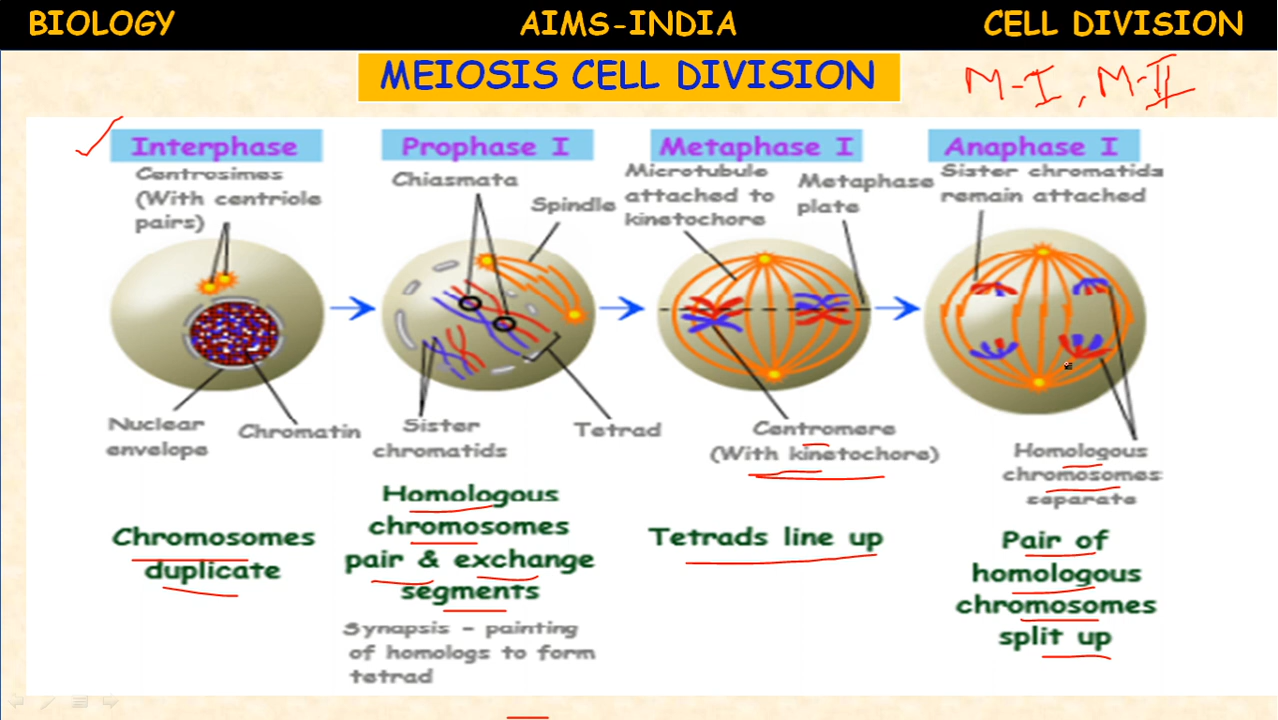 BIOLOGY AIMS-INDIA CELL DIVISION
MEIOSIS CELL DIVISION
M-I, M-II
Interphase
Centrosimes
(With centriole
pairs)
Nuclear
envelope
Chromatin
Chromosomes
duplicate
Prophase I
Chiasmata
Spindle
Sister
chromatids
Tetrad
Homologous
chromosomes
pair & exchange
segments
Synapsis - painting
of homologs to form
tetrad
Metaphase I
Microtubule
attached to
kinetochore
Metaphase
plate
Centromere
(With kinetochore)
Tetrads line up
Anaphase I
Sister chromatids
remain attached
Homologous
chromosomes
separate
Pair of
homologous
chromosomes
split up